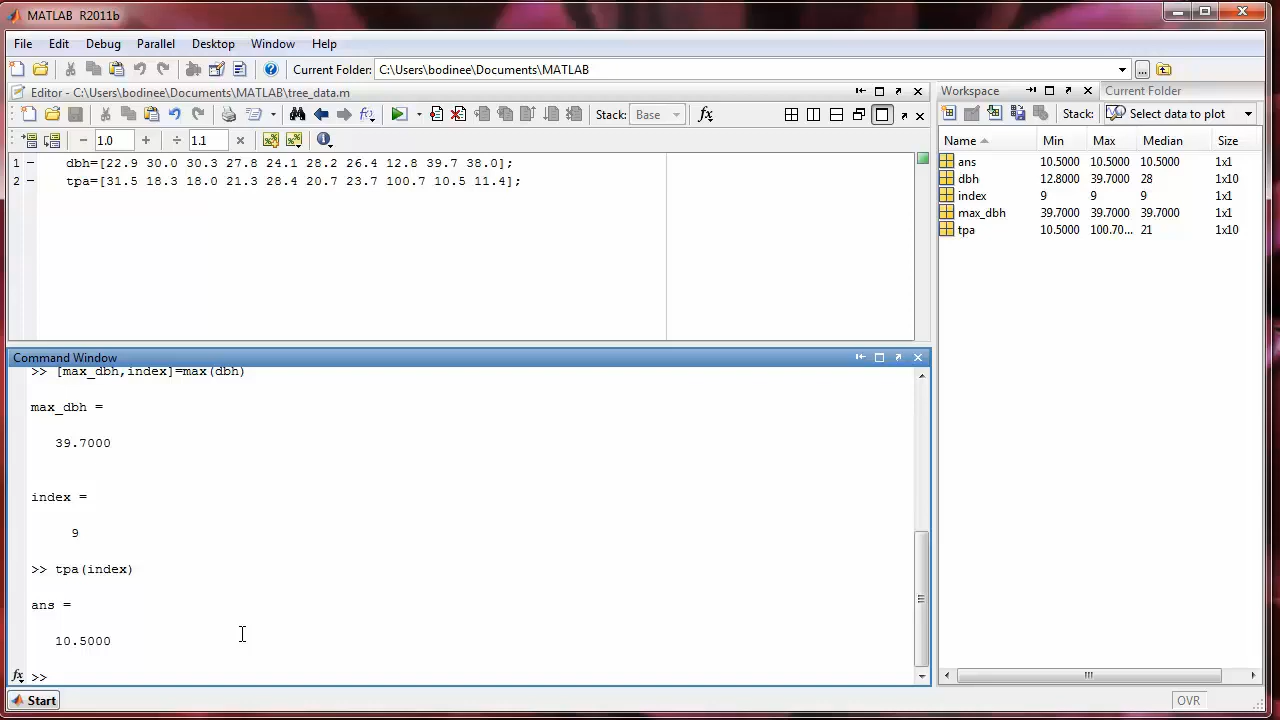 MATLAB R2011b
File Edit Debug Parallel Desktop Window Help
Current Folder: C:\Users\bodinee\Documents\MATLAB
Editor - C:\Users\bodinee\Documents\MATLAB\tree_data.m
Stack: Base
1.0 1.1
1 dbh=[22.9 30.0 30.3 27.8 24.1 28.2 26.4 12.8 39.7 38.0];
2 tpa=[31.5 18.3 18.0 21.3 28.4 20.7 23.7 100.7 10.5 11.4];
Command Window
>> [max_dbh,index]=max(dbh)
max_dbh =
39.7000
index =
9
>> tpa(index)
ans =
10.5000
fx >>
Workspace Current Folder
Stack: Select data to plot
Name Min Max Median Size
ans 10.5000 10.5000 10.5000 1x1
dbh 12.8000 39.7000 28 1x10
index 9 9 9 1x1
max_dbh 39.7000 39.7000 39.7000 1x1
tpa 10.5000 100.70... 21 1x10
Start
OVR